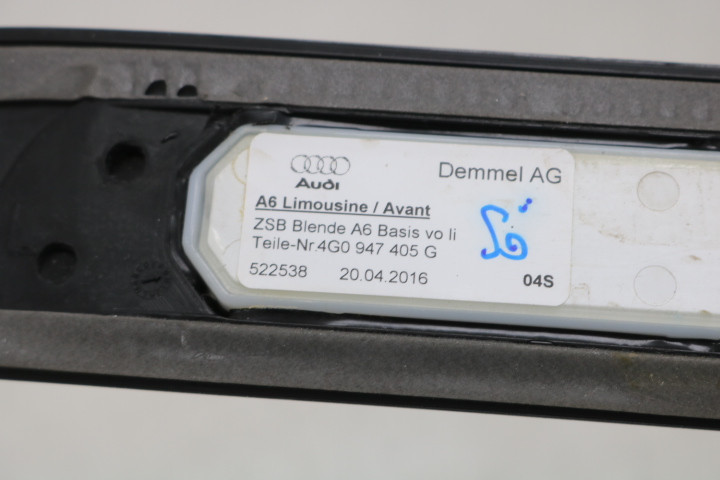 Audi Demmel AG
A6 Limousine / Avant
ZSB Blende A6 Basis vo li
Teile-Nr.4G0 947 405 G
522538 20.04.2016 04S